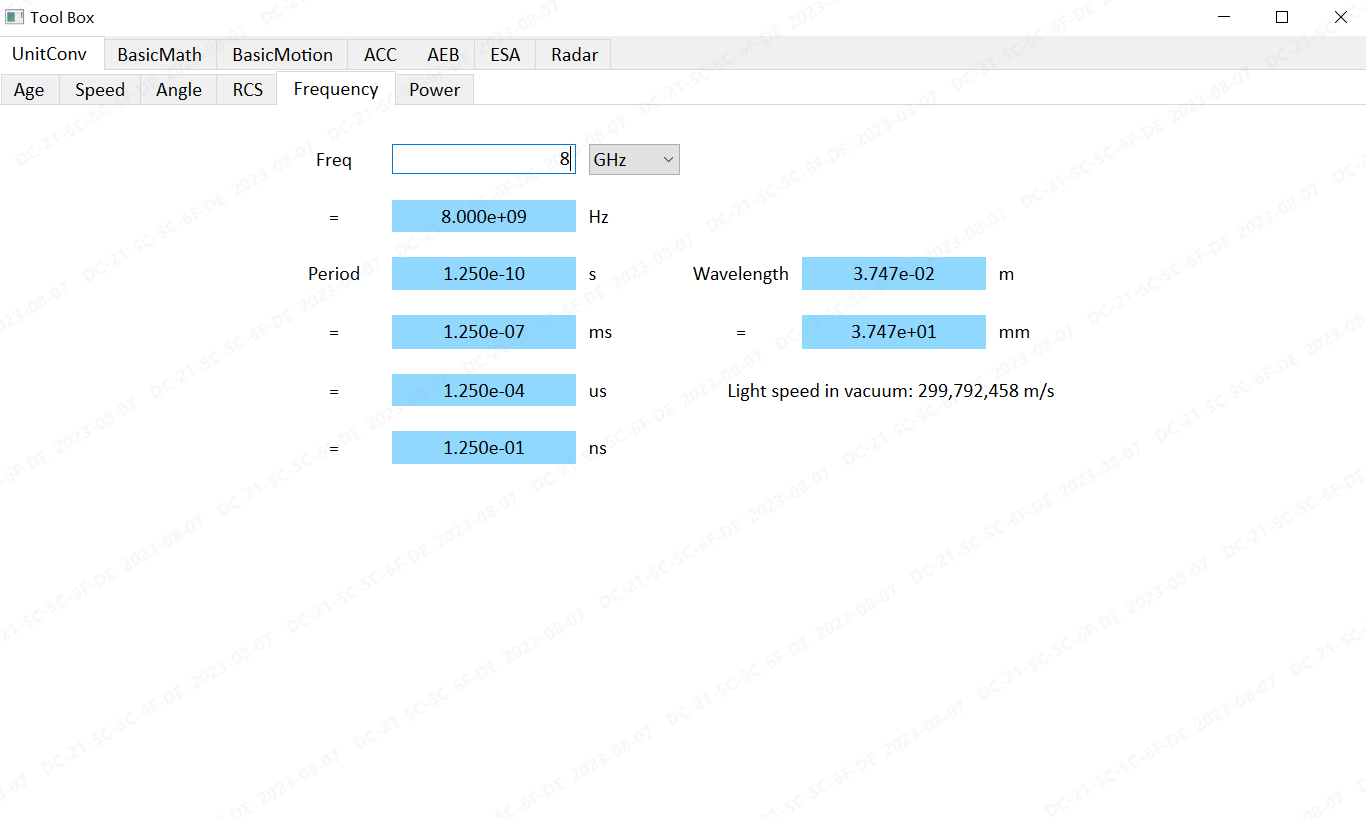 Tool Box
UnitConv BasicMath BasicMotion ACC AEB ESA Radar
Age Speed Angle RCS Frequency Power
Freq 8 GHz
= 8.000e+09 Hz
Period 1.250e-10 s Wavelength 3.747e-02 m
= 1.250e-07 ms = 3.747e+01 mm
= 1.250e-04 us Light speed in vacuum: 299,792,458 m/s
= 1.250e-01 ns
DC-21-5C-5C-6F-DE 2023-08-07